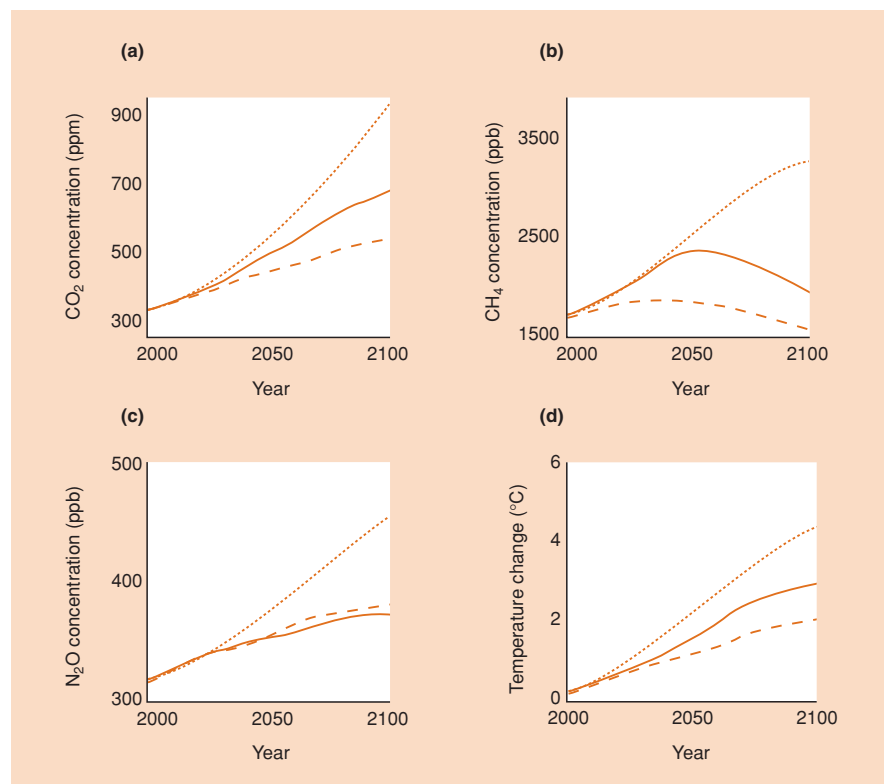 (a)
CO₂ concentration (ppm)
900
700
500
300
2000 2050 2100
Year
(b)
CH₄ concentration (ppb)
3500
2500
1500
2000 2050 2100
Year
(c)
N₂O concentration (ppb)
500
400
300
2000 2050 2100
Year
(d)
Temperature change (°C)
6
4
2
0
2000 2050 2100
Year